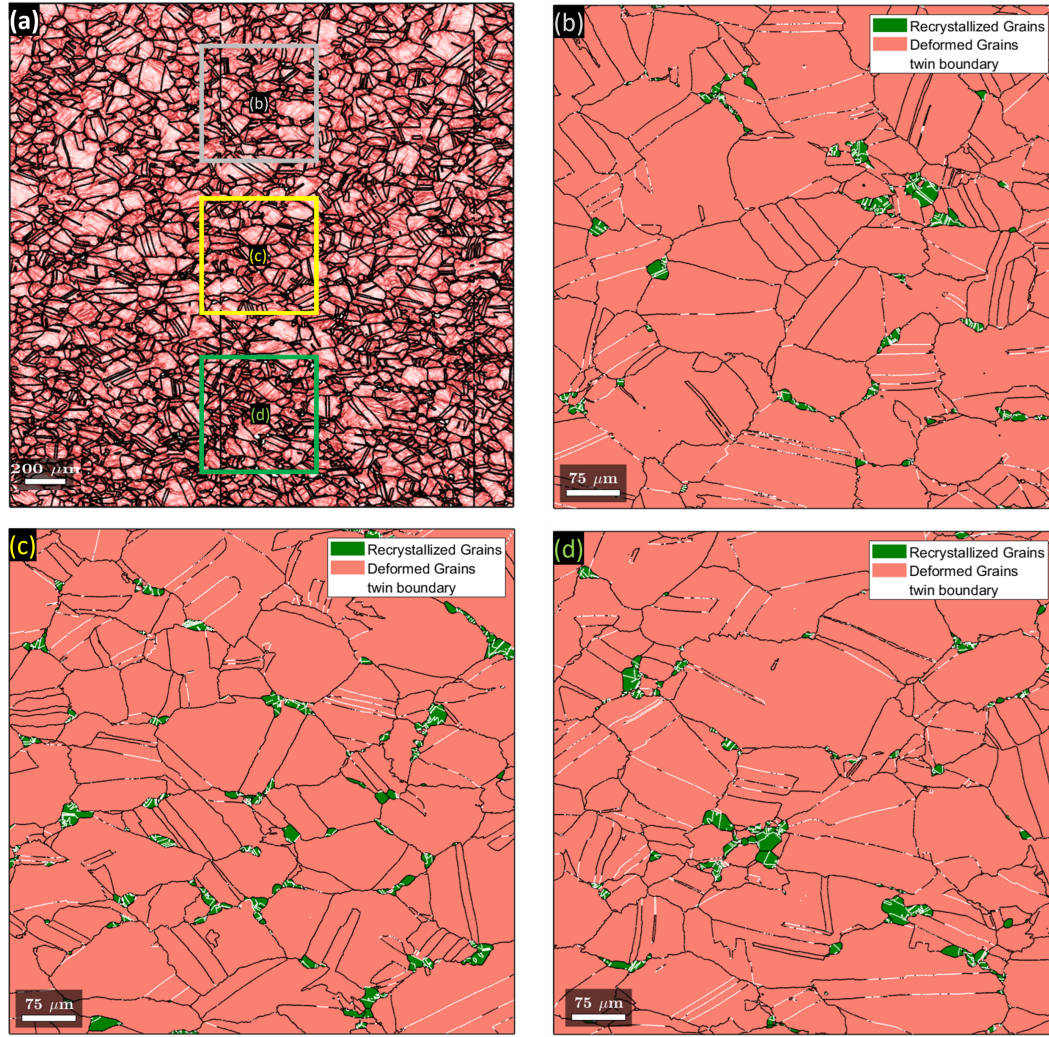 (a)
(b)
(c)
(d)
200 μm
(b)
Recrystallized Grains
Deformed Grains
twin boundary
75 μm
(c)
Recrystallized Grains
Deformed Grains
twin boundary
75 μm
(d)
Recrystallized Grains
Deformed Grains
twin boundary
75 μm